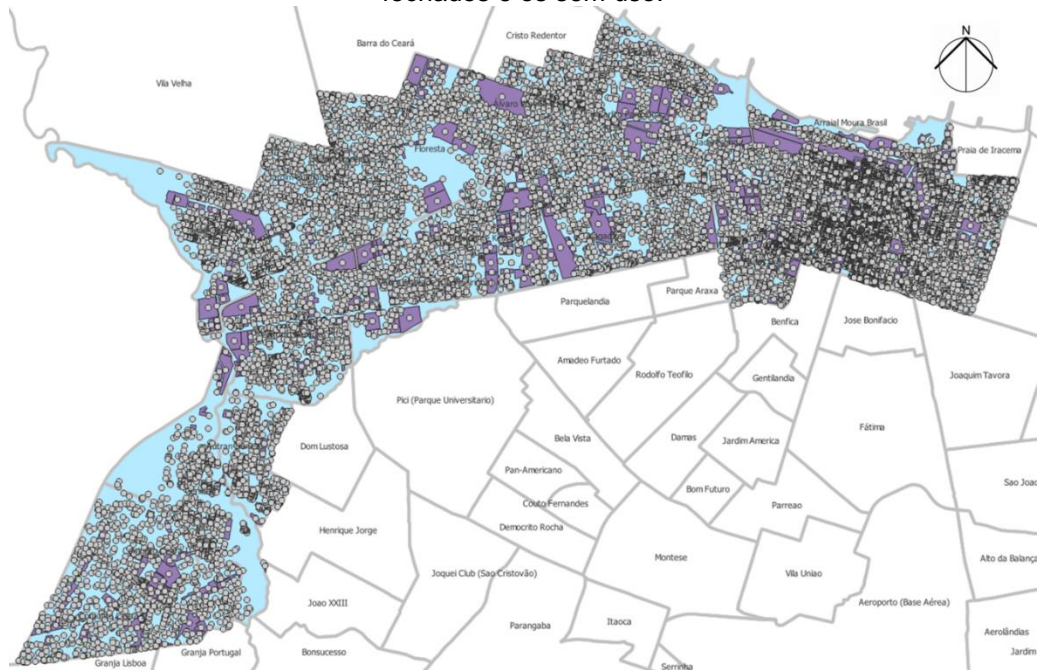 fechados e os sem uso.
Cristo Redentor
Barra do Ceará
N
Vila Velha
Arraial Moura Brasil
Floresta
Praia de Iracema
Parquelandia
Parque Araxa
Benfica
Jose Bonifacio
Amadeo Furtado
Rodolfo Teofilo
Gentilandia
Joaquim Tavora
Pici (Parque Universitario)
Fátima
Bela Vista
Damas
Jardim America
Dom Lustosa
Pan-Americano
Bom Futuro
Sao Joao
Couto Fernandes
Parreao
Henrique Jorge
Democrito Rocha
Montese
Alto da Balança
Joquei Club (Sao Cristovão)
Vila Uniao
Joao XXIII
Aeroporto (Base Aérea)
Itaoca
Parangaba
Aerolândias
Bonsucesso
Granja Portugal
Jardim
Granja Lisboa
Serrinha